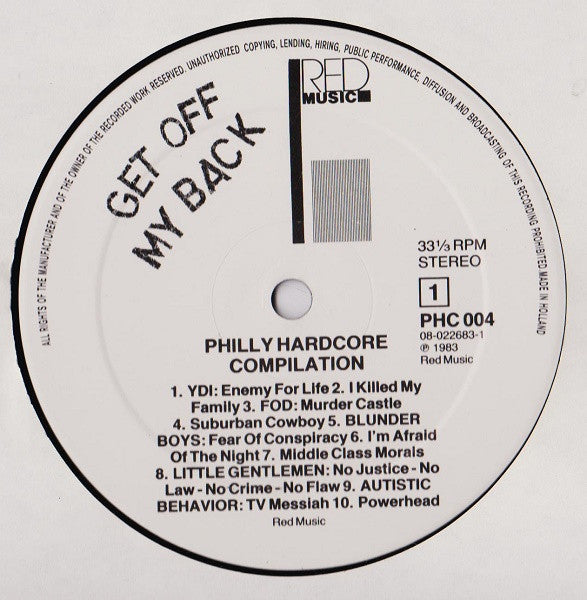 ALL RIGHTS OF THE MANUFACTURER AND OF THE OWNER OF THE RECORDED WORK RESERVED. UNAUTHORIZED COPYING, LENDING, HIRING, PUBLIC PERFORMANCE, DIFFUSION AND BROADCASTING OF THIS RECORDING PROHIBITED. MADE IN HOLLAND
RED
MUSIC
GET OFF
MY BACK
33 1/3 RPM
STEREO
1
PHC 004
08-022683-1
℗ 1983
Red Music
PHILLY HARDCORE
COMPILATION
1. YDI: Enemy For Life 2. I Killed My
Family 3. FOD: Murder Castle
4. Suburban Cowboy 5. BLUNDER
BOYS: Fear Of Conspiracy 6. I'm Afraid
Of The Night 7. Middle Class Morals
8. LITTLE GENTLEMEN: No Justice - No
Law - No Crime - No Flaw 9. AUTISTIC
BEHAVIOR: TV Messiah 10. Powerhead
Red Music